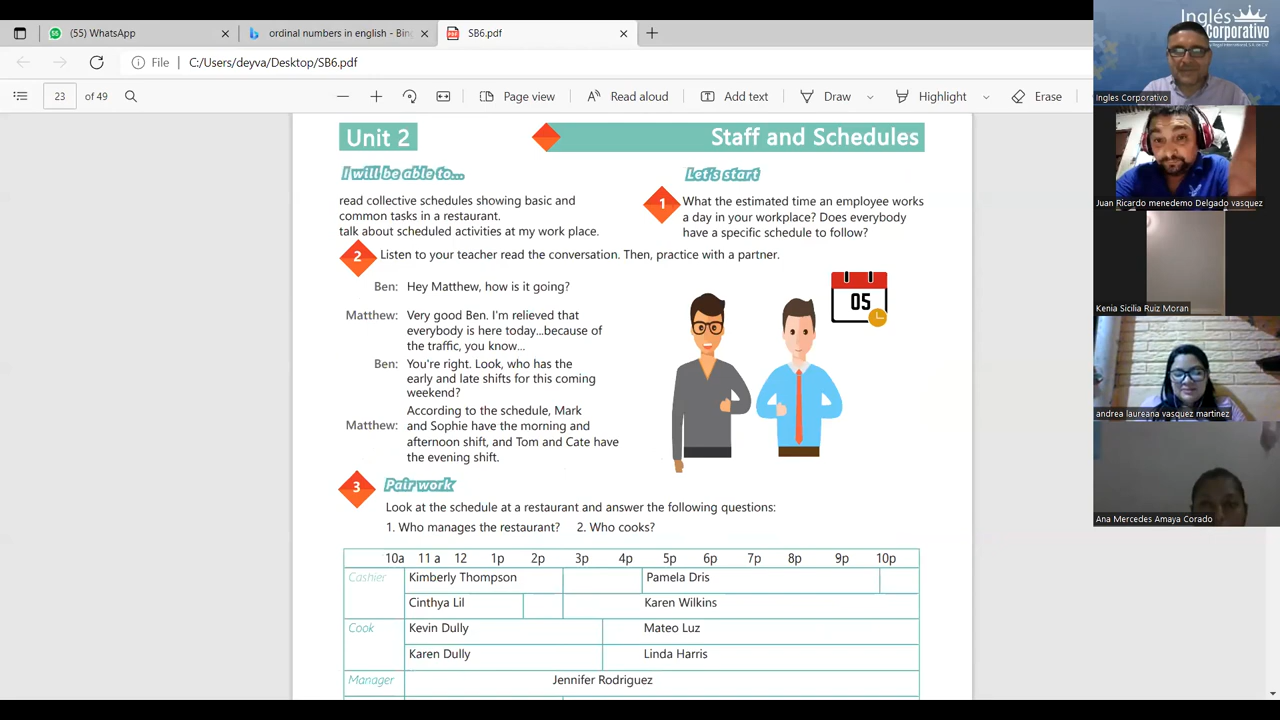 (55) WhatsApp
ordinal numbers in english - Bin
SB6.pdf
File
C:/Users/deyva/Desktop/SB6.pdf
23 of 49
Page view
Read aloud
Add text
Draw
Highlight
Erase
Unit 2
Staff and Schedules
I will be able to...
Let's start
read collective schedules showing basic and
common tasks in a restaurant.
talk about scheduled activities at my work place.
1
What the estimated time an employee works
a day in your workplace? Does everybody
have a specific schedule to follow?
2
Listen to your teacher read the conversation. Then, practice with a partner.
Ben: Hey Matthew, how is it going?
Matthew: Very good Ben. I'm relieved that
everybody is here today...because of
the traffic, you know...
Ben: You're right. Look, who has the
early and late shifts for this coming
weekend?
According to the schedule, Mark
Matthew: and Sophie have the morning and
afternoon shift, and Tom and Cate have
the evening shift.
05
3
Pair work
Look at the schedule at a restaurant and answer the following questions:
1. Who manages the restaurant? 2. Who cooks?
10a 11 a 12 1p 2p 3p 4p 5p 6p 7p 8p 9p 10p
Cashier Kimberly Thompson Pamela Dris
Cinthya Lil Karen Wilkins
Cook Kevin Dully Mateo Luz
Karen Dully Linda Harris
Manager Jennifer Rodriguez
Inglés
Corporativo
Ingles Corporativo
Juan Ricardo menedemo Delgado vasquez
Kenia Sicilia Ruiz Moran
andrea laureana vasquez martinez
Ana Mercedes Amaya Corado